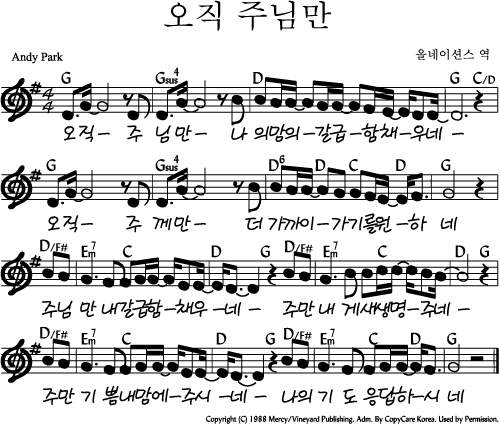 오직 주님만
Andy Park
올네이션스 역
G Gsus4 D G C/D
오직– 주 님만– 나 의맘의–갈급–함채–우네–
G Gsus4 D6 D C G
오직– 주 께만– 더 가까이–가기를원–하 네
D/F# Em7 C D G D/F# Em7 C D G
주님 만 내갈급함–채우–네– 주만 내 게새생명–주네–
D/F# Em7 C D G D/F# Em7 C D G
주만 기 쁨내맘에–주시–네– 나의 기 도 응답하–시 네
Copyright (C) 1988 Mercy/Vineyard Publishing. Adm. By CopyCare Korea. Used by Permission.